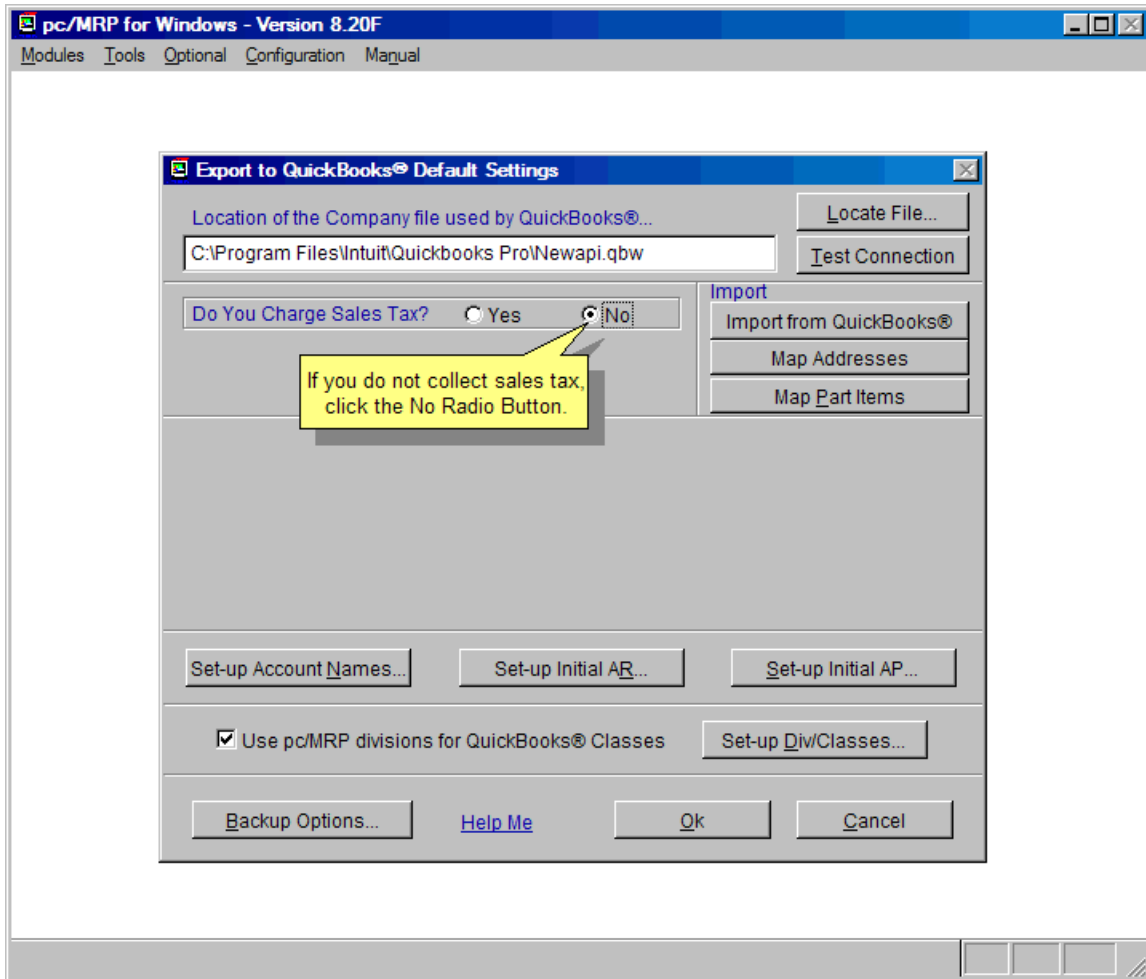 pc/MRP for Windows - Version 8.20F
Modules Tools Optional Configuration Manual
Export to QuickBooks® Default Settings
Location of the Company file used by QuickBooks®...
Locate File...
C:\Program Files\Intuit\Quickbooks Pro\Newapi.qbw
Test Connection
Do You Charge Sales Tax? Yes No
Import
Import from QuickBooks®
Map Addresses
Map Part Items
If you do not collect sales tax,
click the No Radio Button.
Set-up Account Names... Set-up Initial AR... Set-up Initial AP...
Use pc/MRP divisions for QuickBooks® Classes Set-up Div/Classes...
Backup Options... Help Me Ok Cancel